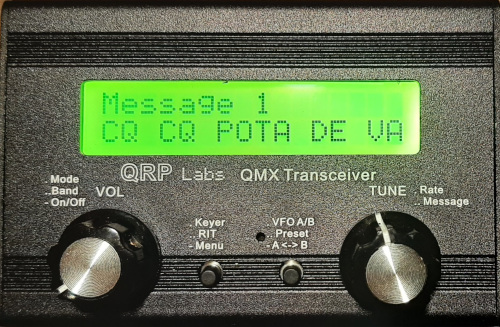 Message 1
CQ CQ POTA DE VA
QRP Labs QMX Transceiver
.Mode
..Band
- On/Off
VOL
..Keyer
.. RIT
- Menu
VFO A/B
.. Preset
- A <-> B
TUNE
. Rate
.. Message